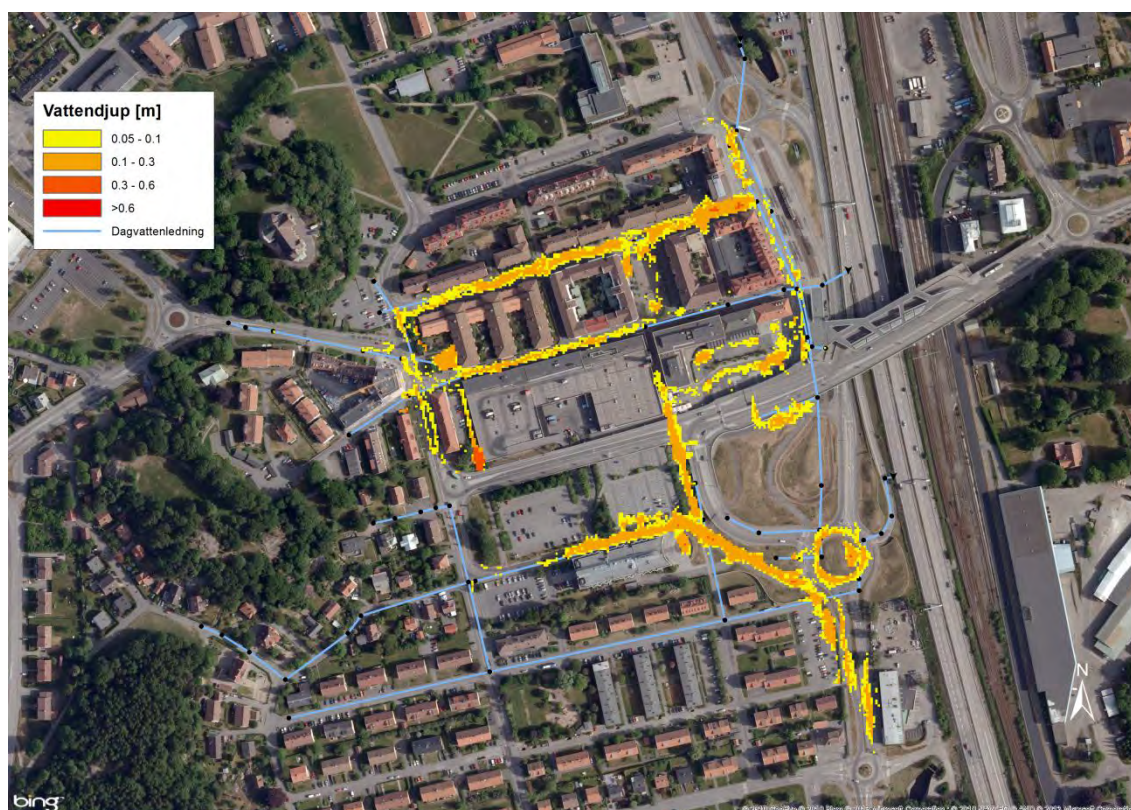 Vattendjup [m]
0.05 - 0.1
0.1 - 0.3
0.3 - 0.6
>0.6
Dagvattenledning
N
bing